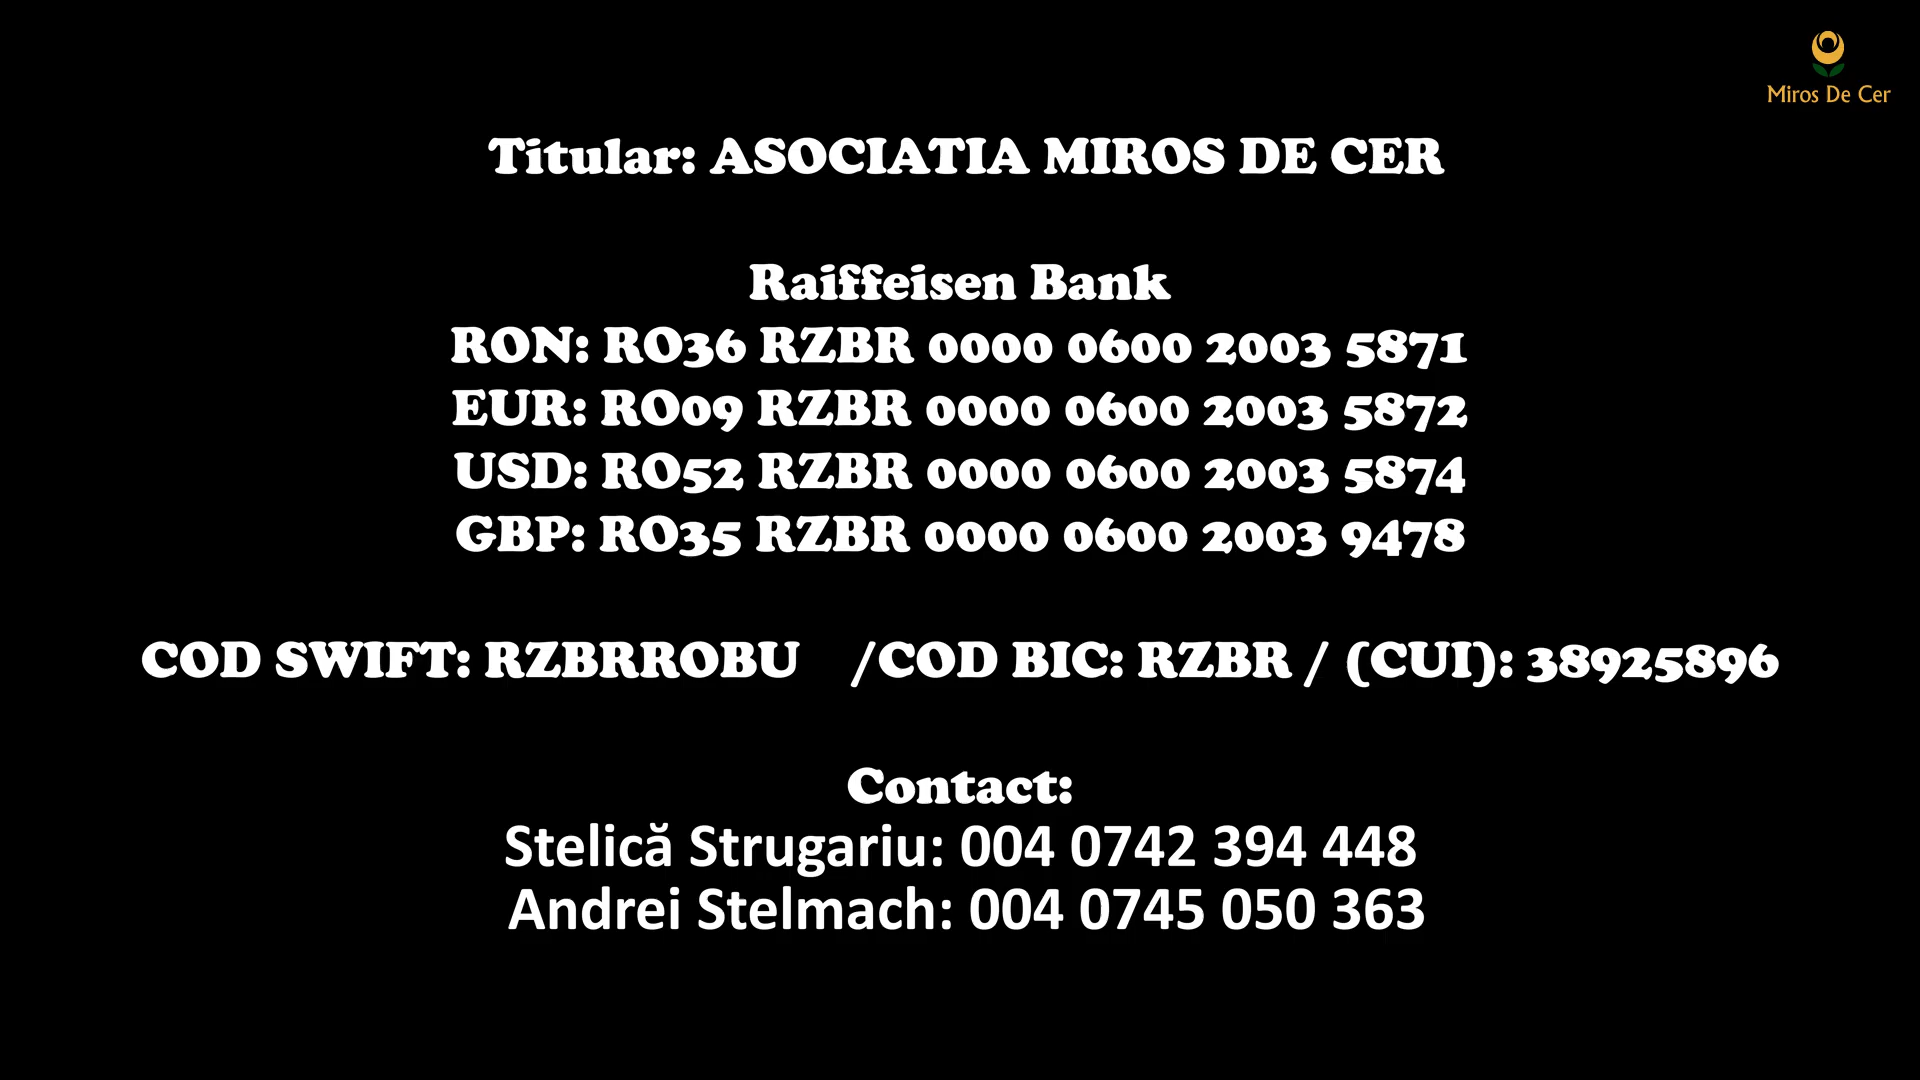 Miros De Cer
Titular: ASOCIATIA MIROS DE CER
Raiffeisen Bank
RON: RO36 RZBR 0000 0600 2003 5871
EUR: RO09 RZBR 0000 0600 2003 5872
USD: RO52 RZBR 0000 0600 2003 5874
GBP: RO35 RZBR 0000 0600 2003 9478
COD SWIFT: RZBRROBU /COD BIC: RZBR / (CUI): 38925896
Contact:
Stelică Strugariu: 004 0742 394 448
Andrei Stelmach: 004 0745 050 363